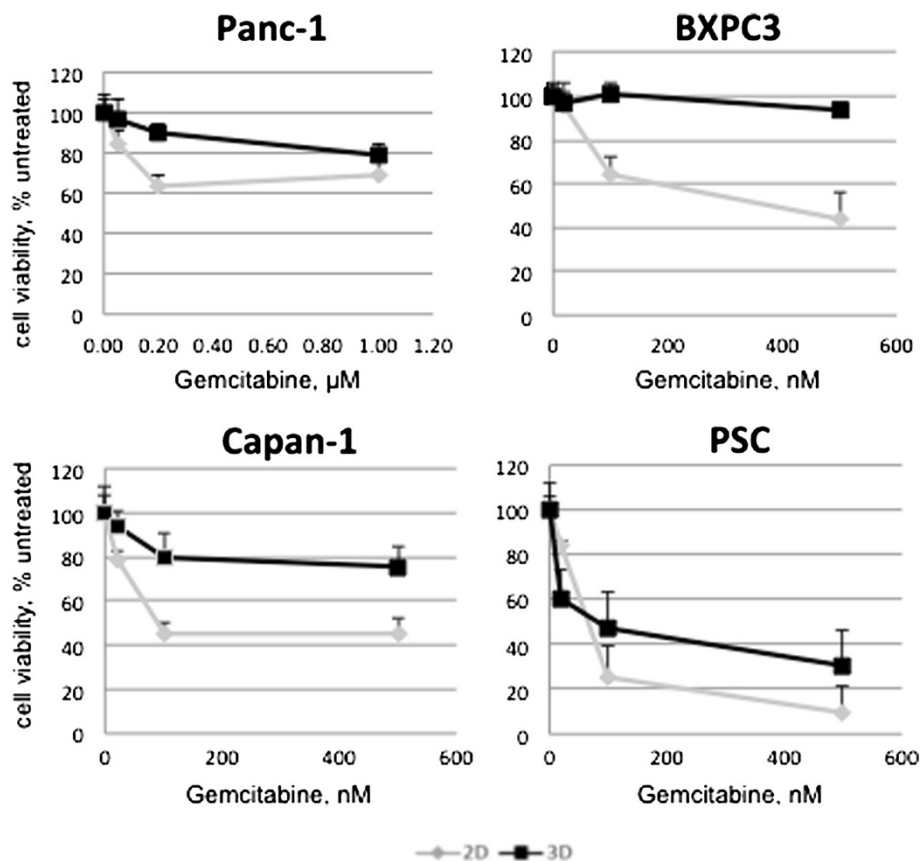 Panc-1
BXPC3
cell viability, % untreated
120
100
80
60
40
20
0
0.00 0.20 0.40 0.60 0.80 1.00 1.20
Gemcitabine, µM
120
100
80
60
40
20
0
0 200 400 600
Gemcitabine, nM
Capan-1
PSC
cell viability, % untreated
120
100
80
60
40
20
0
0 200 400 600
Gemcitabine, nM
120
100
80
60
40
20
0
0 200 400 600
Gemcitabine, nM
2D 3D